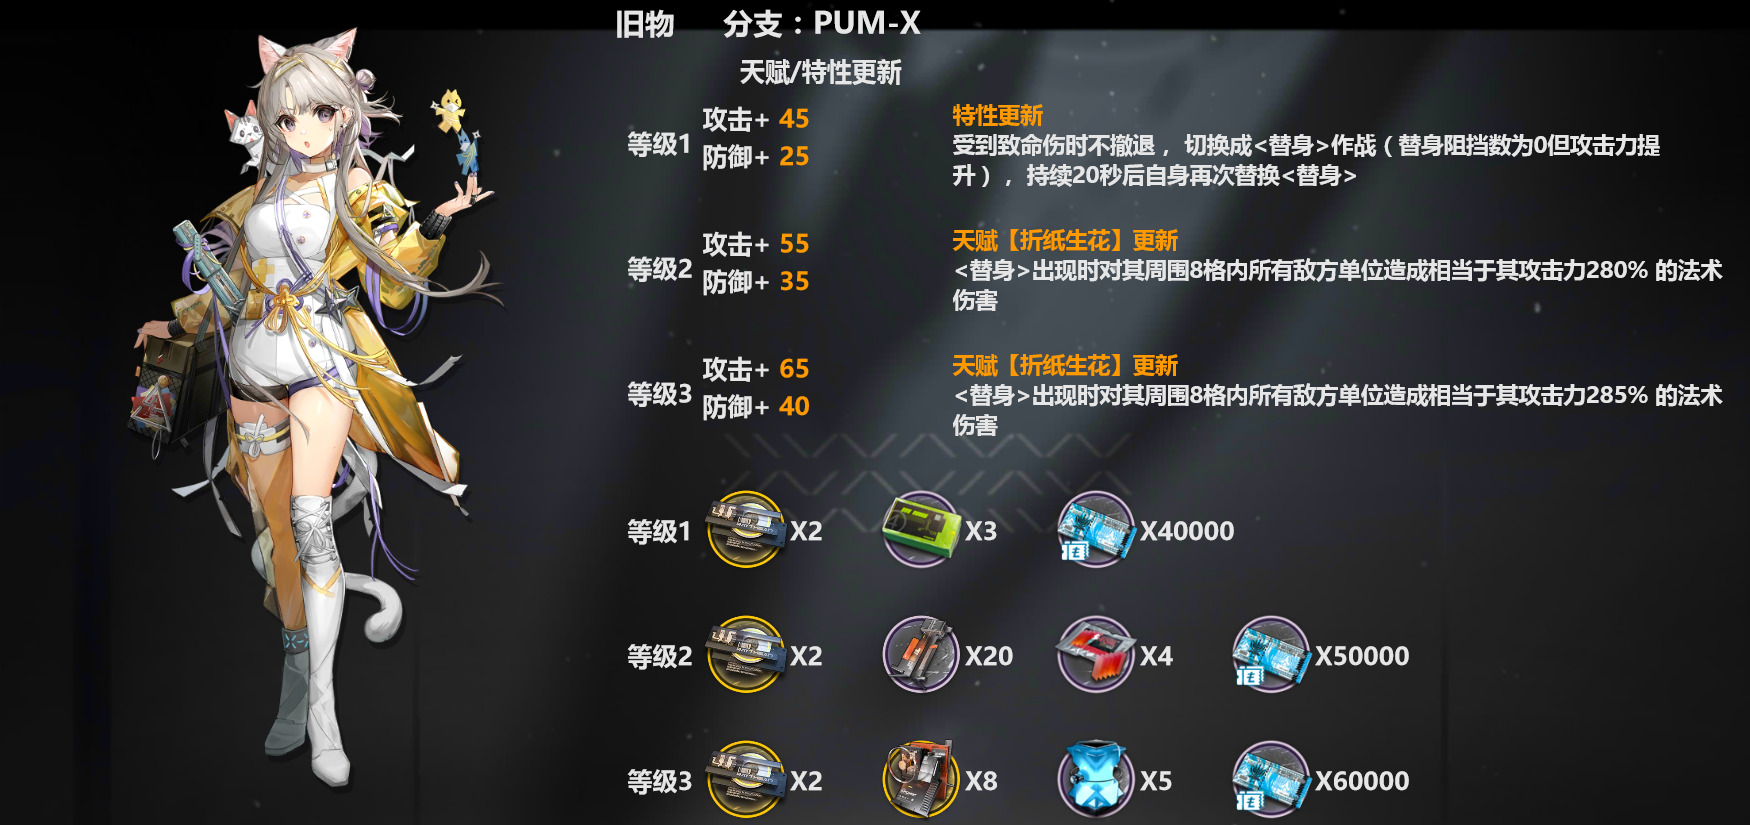 旧物 分支：PUM-X
天赋/特性更新
等级1 攻击+ 45
防御+ 25
特性更新
受到致命伤时不撤退，切换成<替身>作战（替身阻挡数为0但攻击力提
升），持续20秒后自身再次替换<替身>
等级2 攻击+ 55
防御+ 35
天赋【折纸生花】更新
<替身>出现时对其周围8格内所有敌方单位造成相当于其攻击力280% 的法术
伤害
等级3 攻击+ 65
防御+ 40
天赋【折纸生花】更新
<替身>出现时对其周围8格内所有敌方单位造成相当于其攻击力285% 的法术
伤害
等级1 X2 X3 X40000
等级2 X2 X20 X4 X50000
等级3 X2 X8 X5 X60000